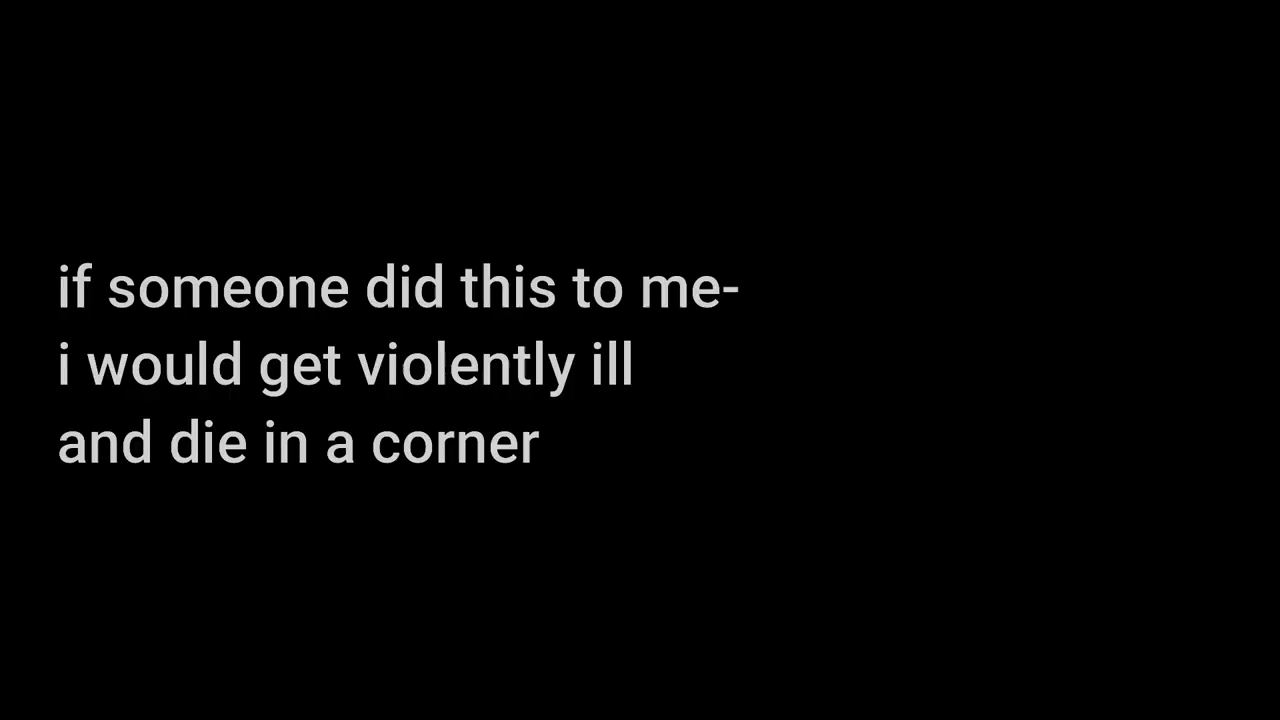 if someone did this to me-
i would get violently ill
and die in a corner